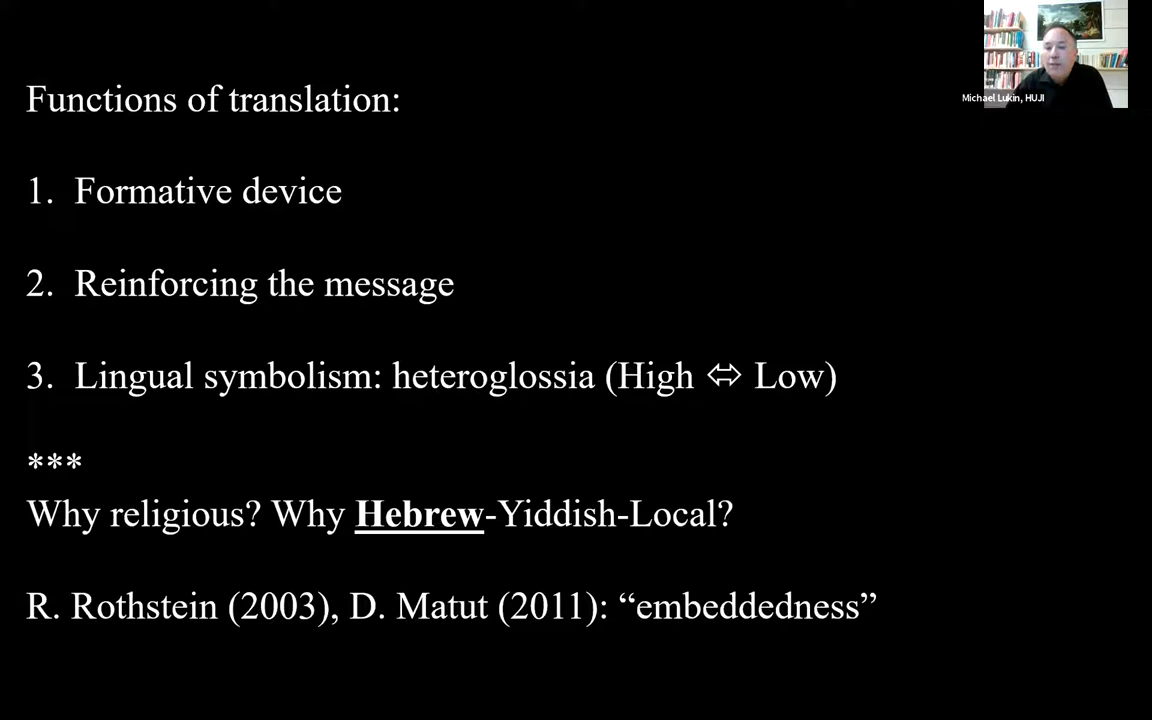 Michael Lukin, HUJI
Functions of translation:
1. Formative device
2. Reinforcing the message
3. Lingual symbolism: heteroglossia (High ⇔ Low)
***
Why religious? Why Hebrew-Yiddish-Local?
R. Rothstein (2003), D. Matut (2011): “embeddedness”